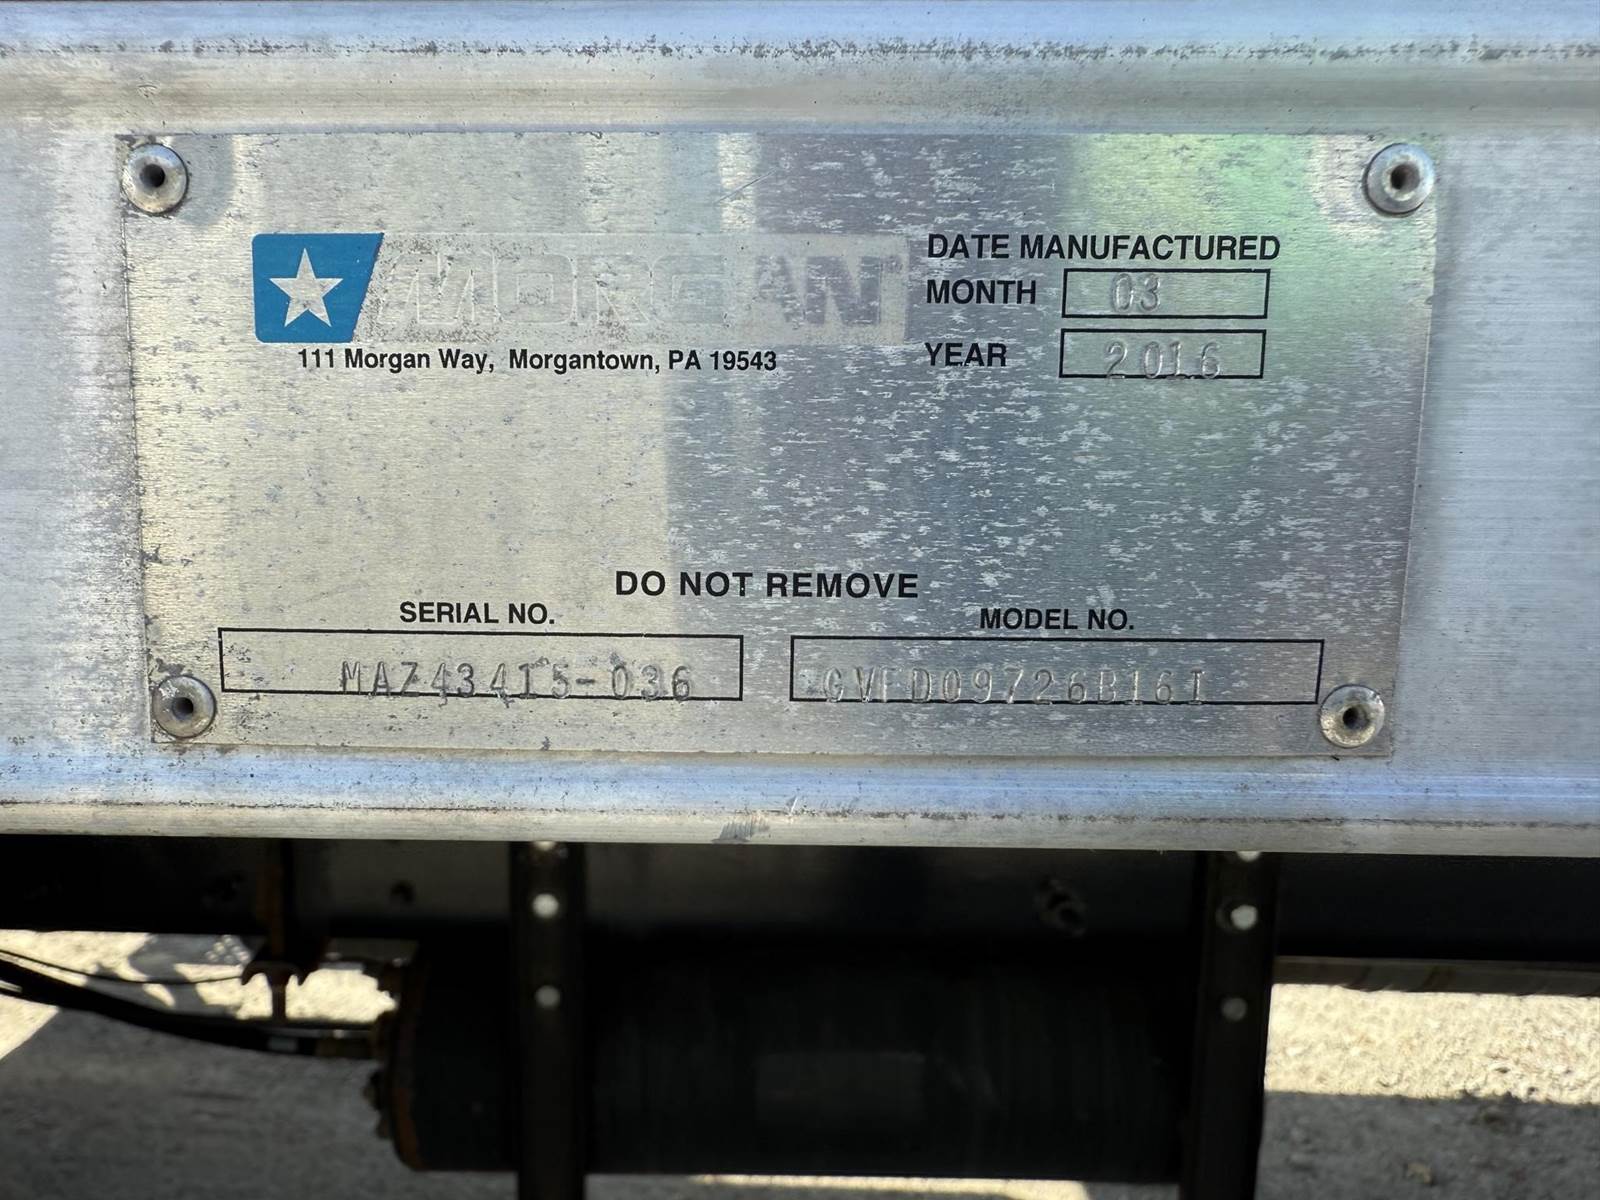 MORGAN
111 Morgan Way, Morgantown, PA 19543
DATE MANUFACTURED
MONTH 03
YEAR 2016
DO NOT REMOVE
SERIAL NO.
MAZ43415-036
MODEL NO.
GVFD09726B16I